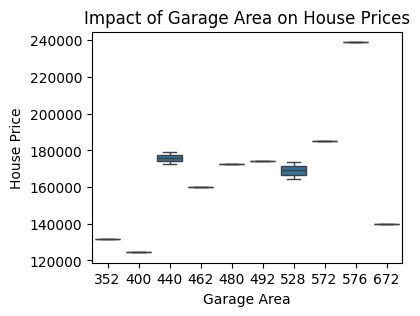 Impact of Garage Area on House Prices
House Price
240000
220000
200000
180000
160000
140000
120000
352 400 440 462 480 492 528 572 576 672
Garage Area